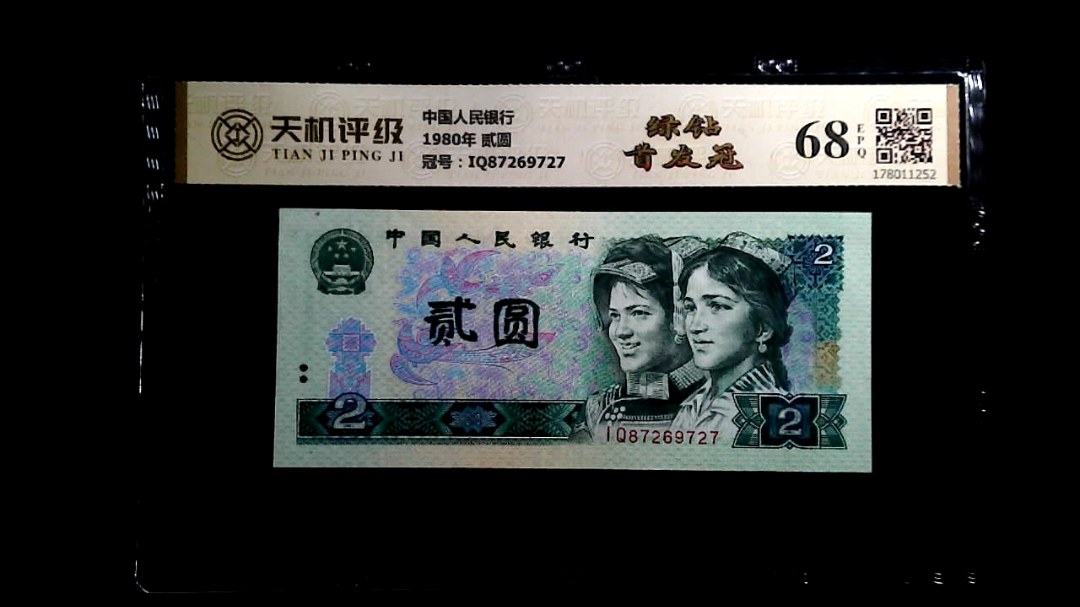 天机评级
TIAN JI PING JI
中国人民银行
1980年 贰圆
冠号：IQ87269727
绿钻
首发冠
68
EPQ
178011252
中国人民银行
2
贰圆
2
IQ87269727
2